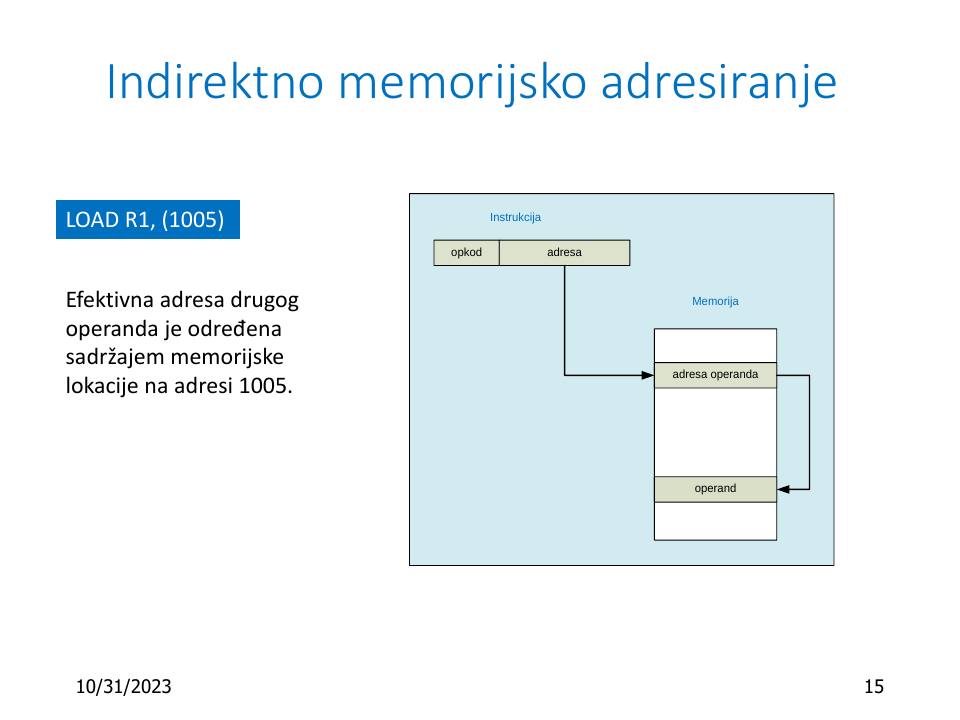 Indirektno memorijsko adresiranje
LOAD R1, (1005)
Efektivna adresa drugog
operanda je određena
sadržajem memorijske
lokacije na adresi 1005.
Instrukcija
opkod adresa
Memorija
adresa operanda
operand
10/31/2023
15